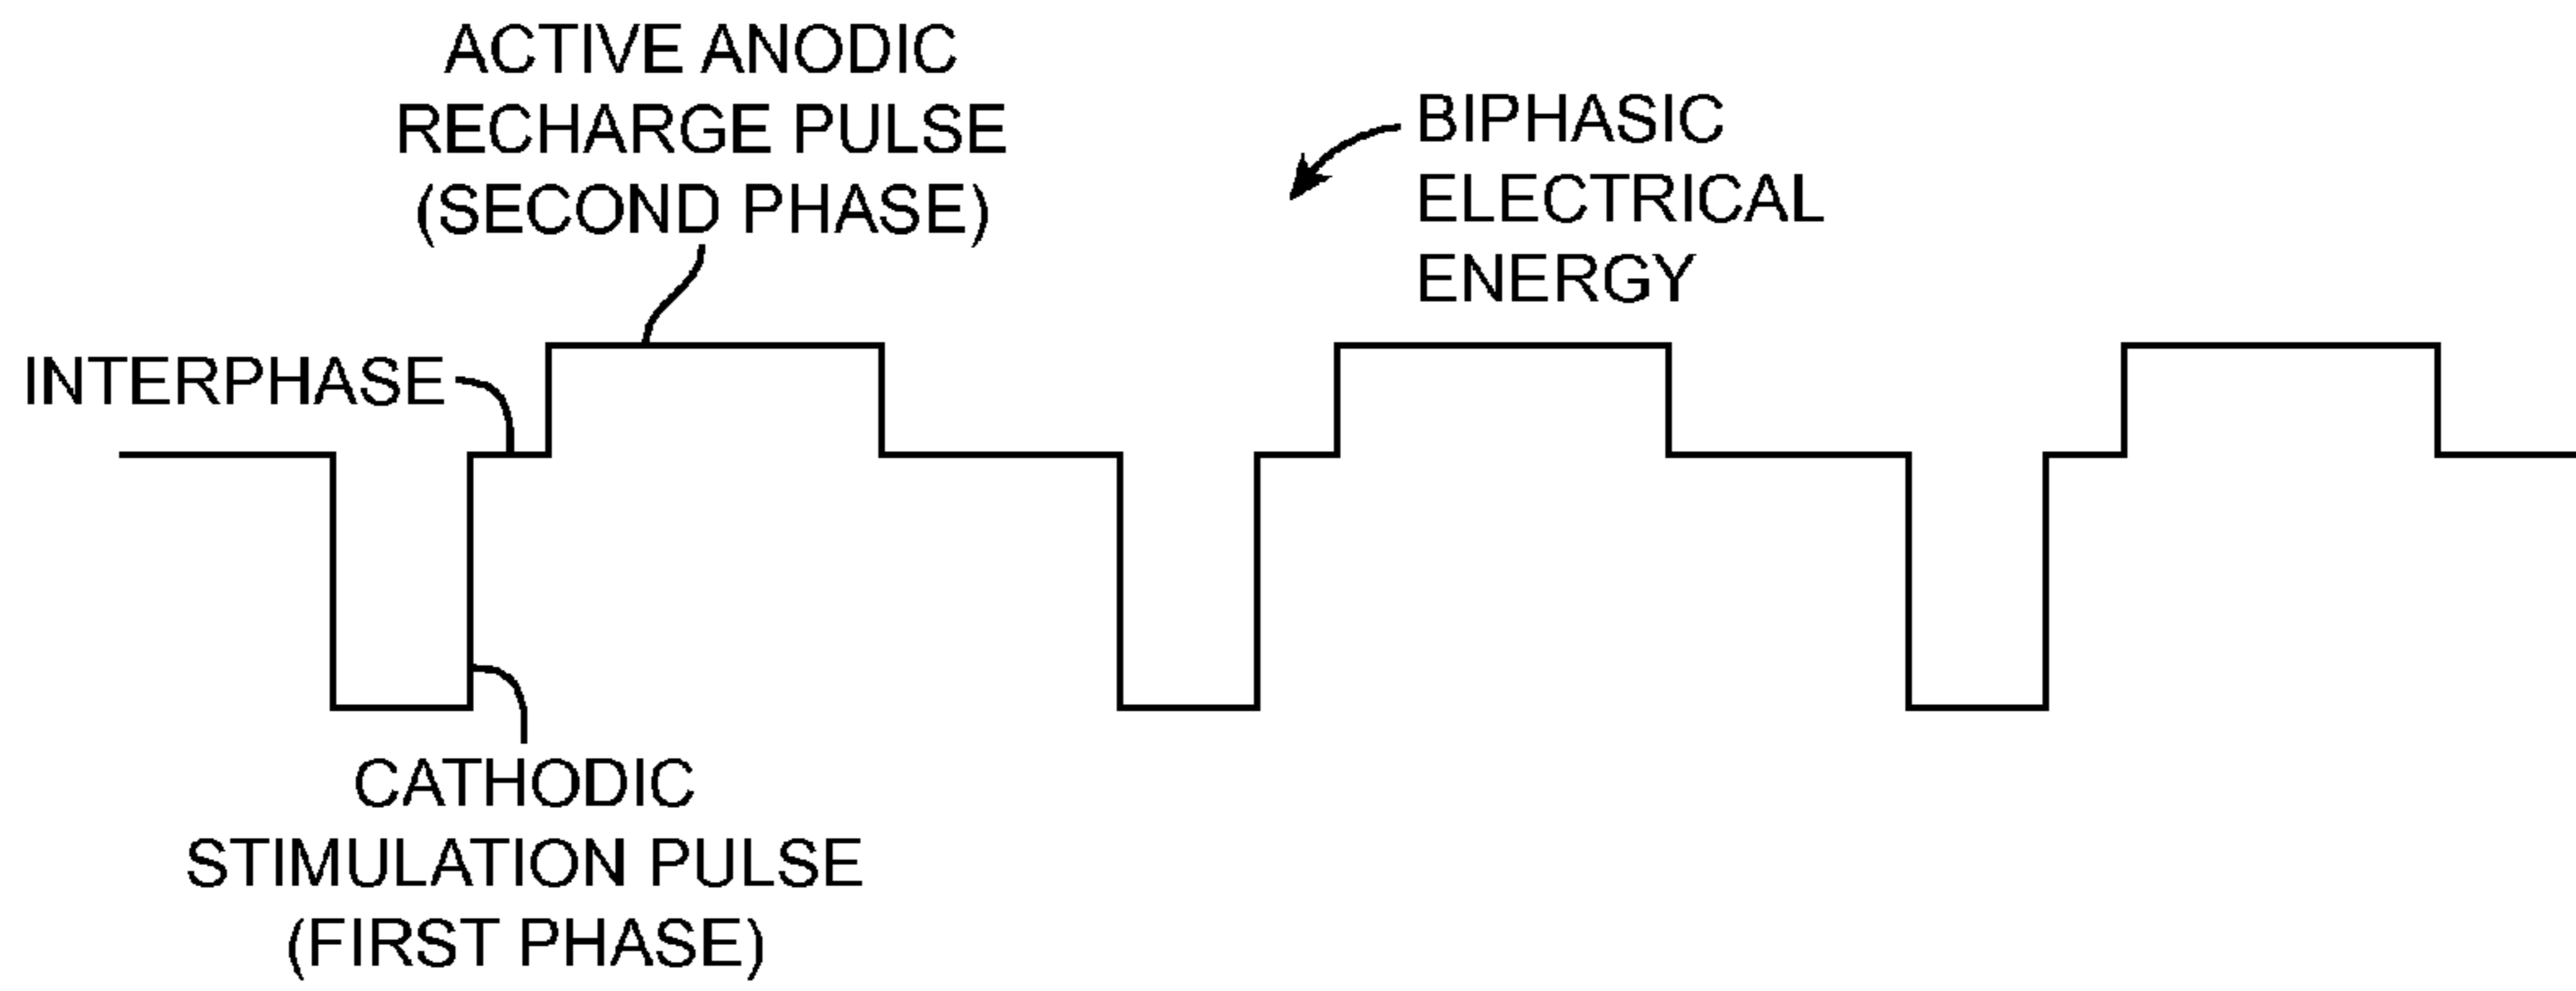 ACTIVE ANODIC
RECHARGE PULSE
(SECOND PHASE)
BIPHASIC
ELECTRICAL
ENERGY
INTERPHASE
CATHODIC
STIMULATION PULSE
(FIRST PHASE)